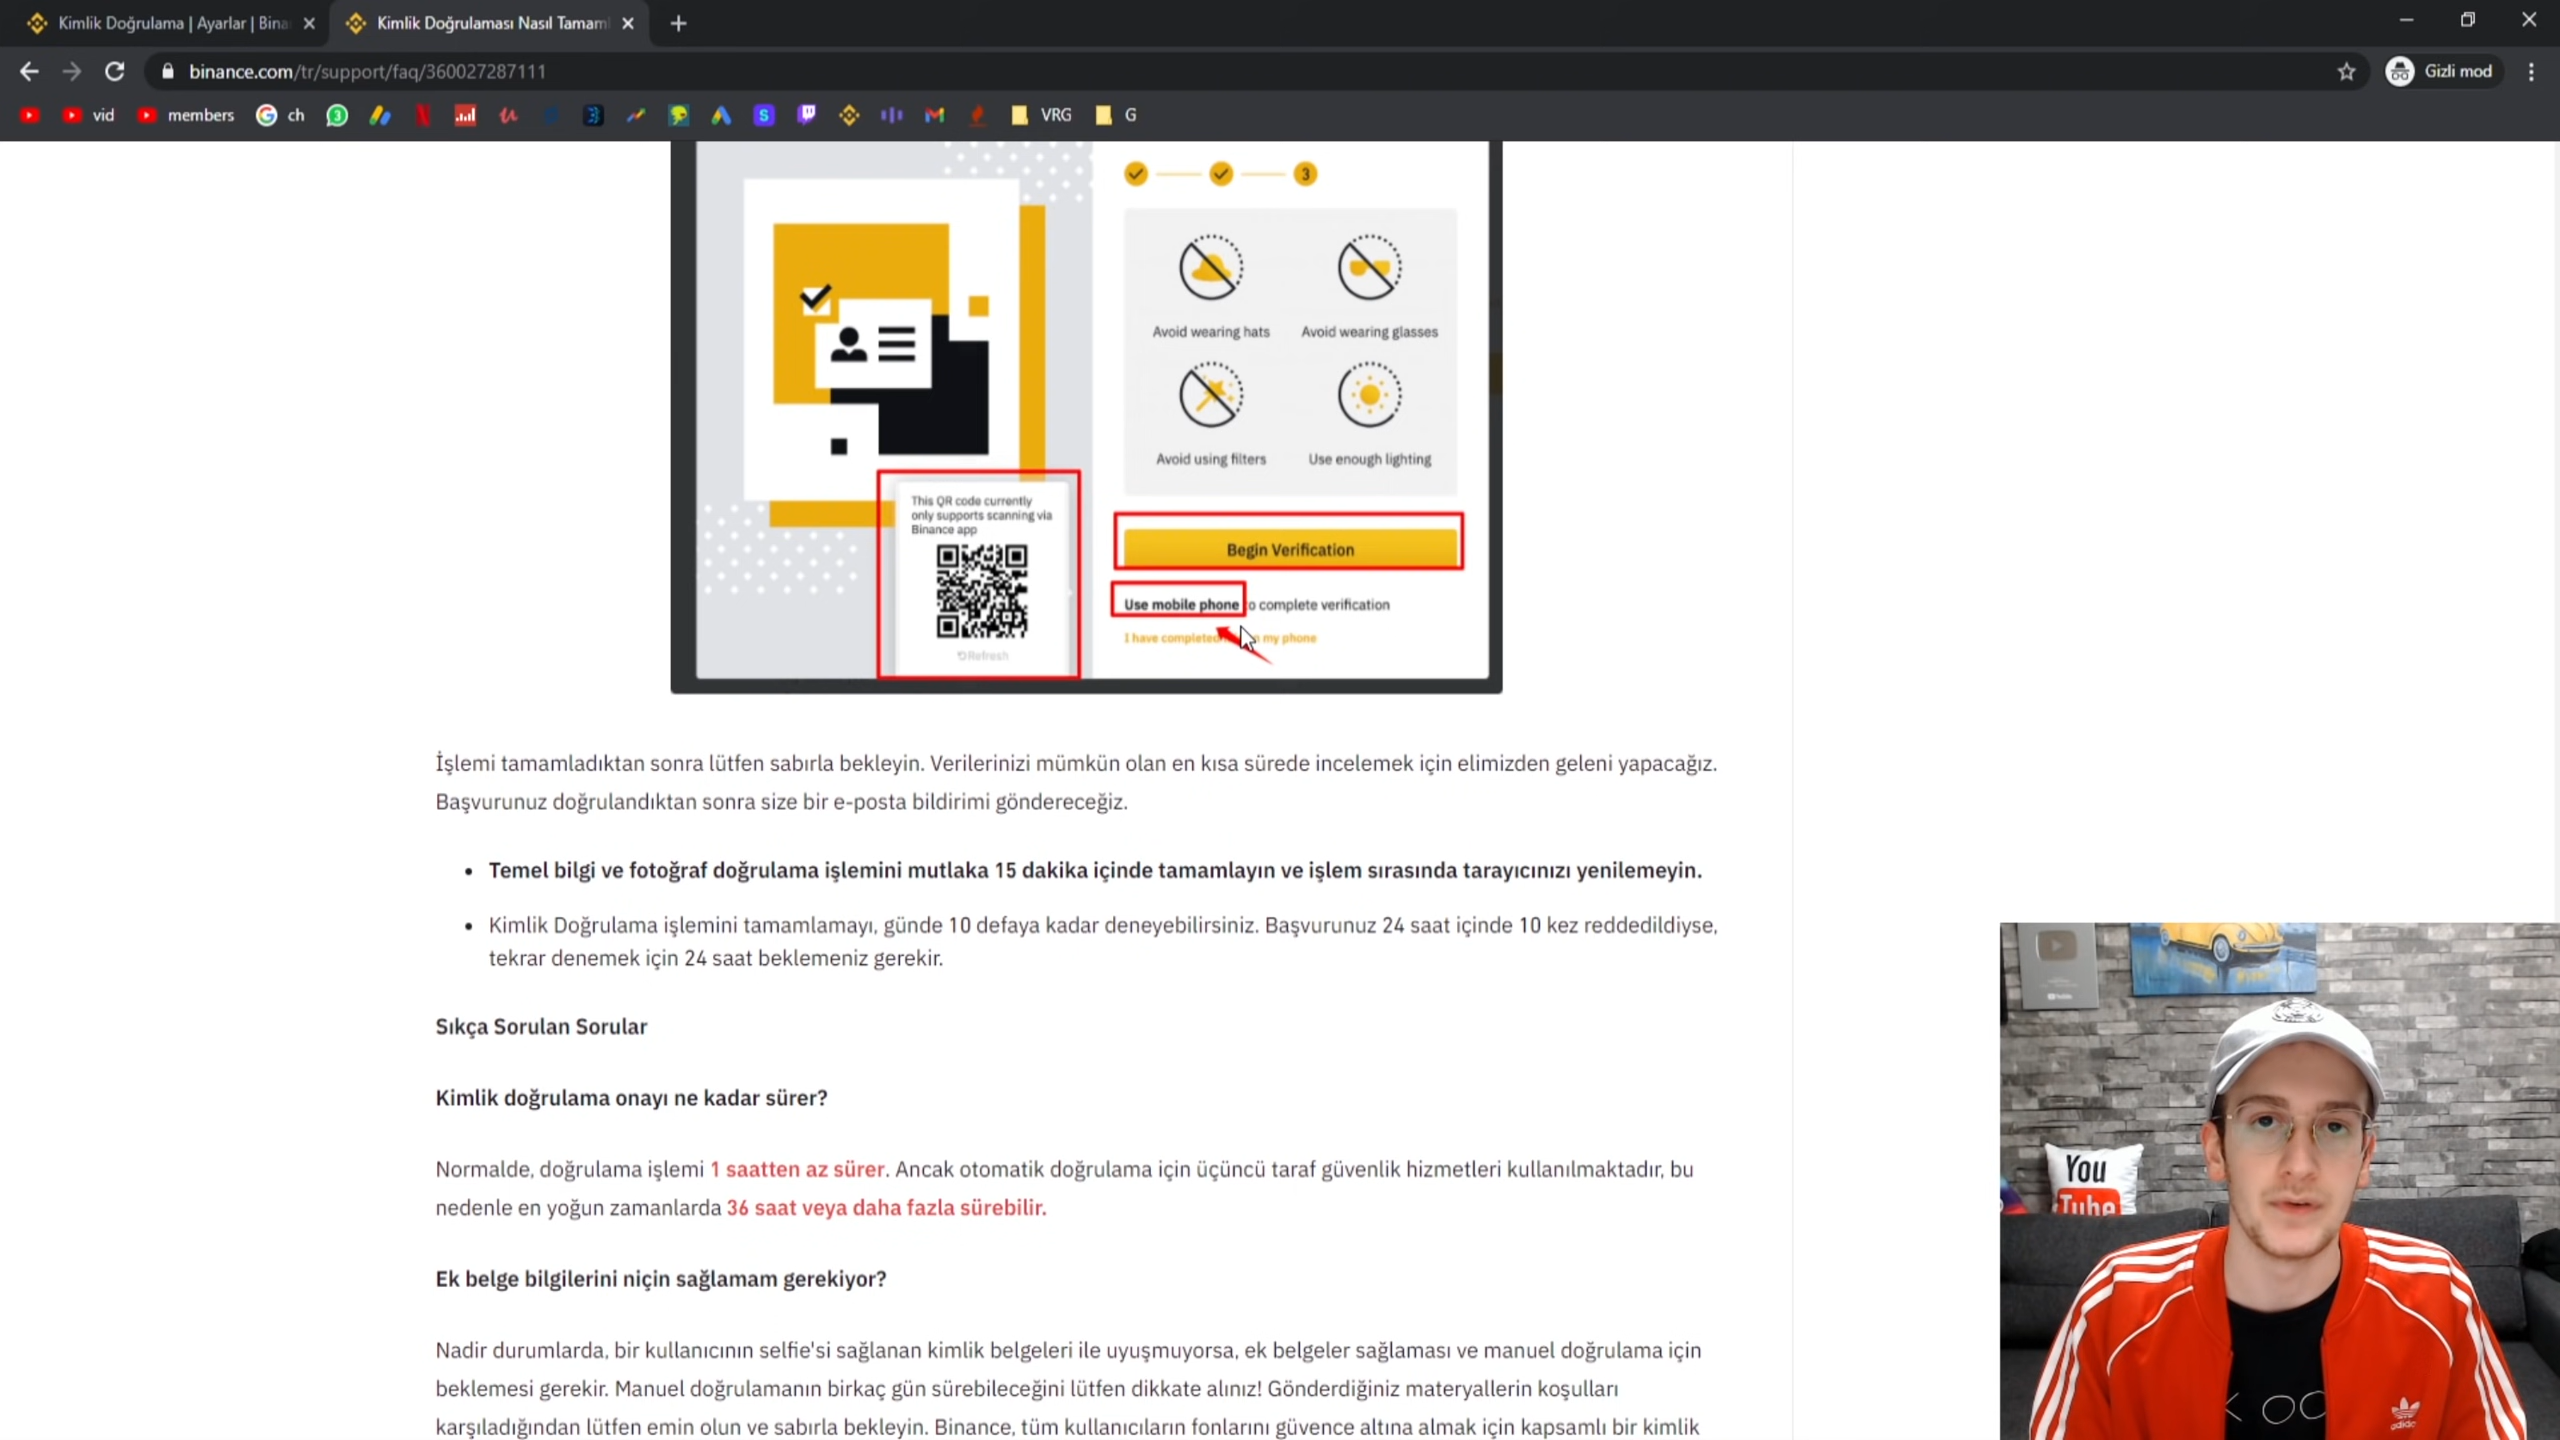 Kimlik Doğrulama | Ayarlar | Bina
Kimlik Doğrulaması Nasıl Tamam
binance.com/tr/support/faq/360027287111
Gizli mod
vid
members
ch
3
S
VRG
G
3
Avoid wearing hats
Avoid wearing glasses
Avoid using filters
Use enough lighting
This QR code currently
only supports scanning via
Binance app
Refresh
Begin Verification
Use mobile phone o complete verification
I have completed my phone
İşlemi tamamladıktan sonra lütfen sabırla bekleyin. Verilerinizi mümkün olan en kısa sürede incelemek için elimizden geleni yapacağız.
Başvurunuz doğrulandıktan sonra size bir e-posta bildirimi göndereceğiz.
• Temel bilgi ve fotoğraf doğrulama işlemini mutlaka 15 dakika içinde tamamlayın ve işlem sırasında tarayıcınızı yenilemeyin.
• Kimlik Doğrulama işlemini tamamlamayı, günde 10 defaya kadar deneyebilirsiniz. Başvurunuz 24 saat içinde 10 kez reddedildiyse,
tekrar denemek için 24 saat beklemeniz gerekir.
Sıkça Sorulan Sorular
Kimlik doğrulama onayı ne kadar sürer?
Normalde, doğrulama işlemi 1 saatten az sürer. Ancak otomatik doğrulama için üçüncü taraf güvenlik hizmetleri kullanılmaktadır, bu
nedenle en yoğun zamanlarda 36 saat veya daha fazla sürebilir.
Ek belge bilgilerini niçin sağlamam gerekiyor?
Nadir durumlarda, bir kullanıcının selfie'si sağlanan kimlik belgeleri ile uyuşmuyorsa, ek belgeler sağlaması ve manuel doğrulama için
beklemesi gerekir. Manuel doğrulamanın birkaç gün sürebileceğini lütfen dikkate alınız! Gönderdiğiniz materyallerin koşulları
karşıladığından lütfen emin olun ve sabırla bekleyin. Binance, tüm kullanıcıların fonlarını güvence altına almak için kapsamlı bir kimlik
You
Tube
adidas